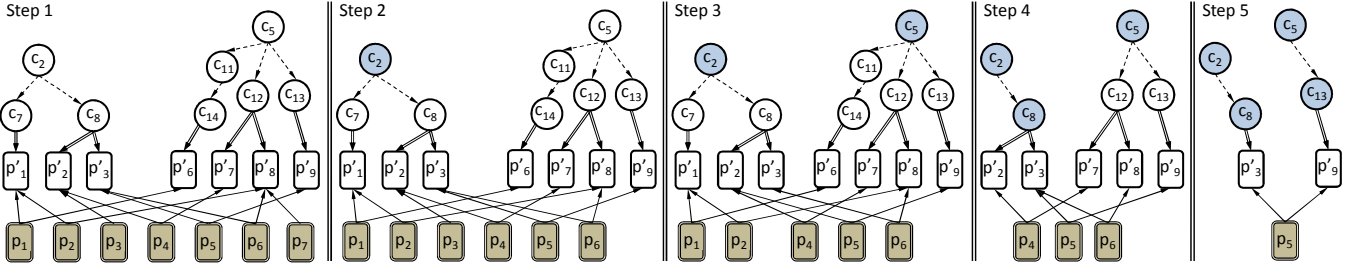 Step 1
c5
c2
c11
c12
c13
c7
c8
c14
p'1
p'2
p'3
p'6
p'7
p'8
p'9
p1
p2
p3
p4
p5
p6
p7
Step 2
c5
c2
c11
c12
c13
c7
c8
c14
p'1
p'2
p'3
p'6
p'7
p'8
p'9
p1
p2
p3
p4
p5
p6
Step 3
c5
c2
c11
c12
c13
c7
c8
c14
p'1
p'2
p'3
p'6
p'7
p'8
p'9
p1
p2
p4
p5
p6
Step 4
c5
c2
c12
c13
c8
p'2
p'3
p'7
p'8
p'9
p4
p5
p6
Step 5
c5
c2
c13
c8
p'3
p'9
p5